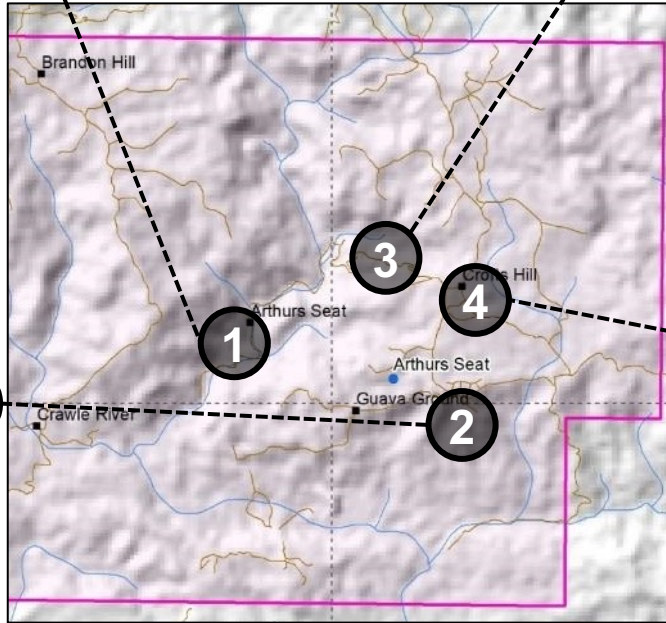 Brandon Hill
3
Crofts Hill
4
Arthurs Seat
1
Arthurs Seat
Guava Ground
Crawle River
2